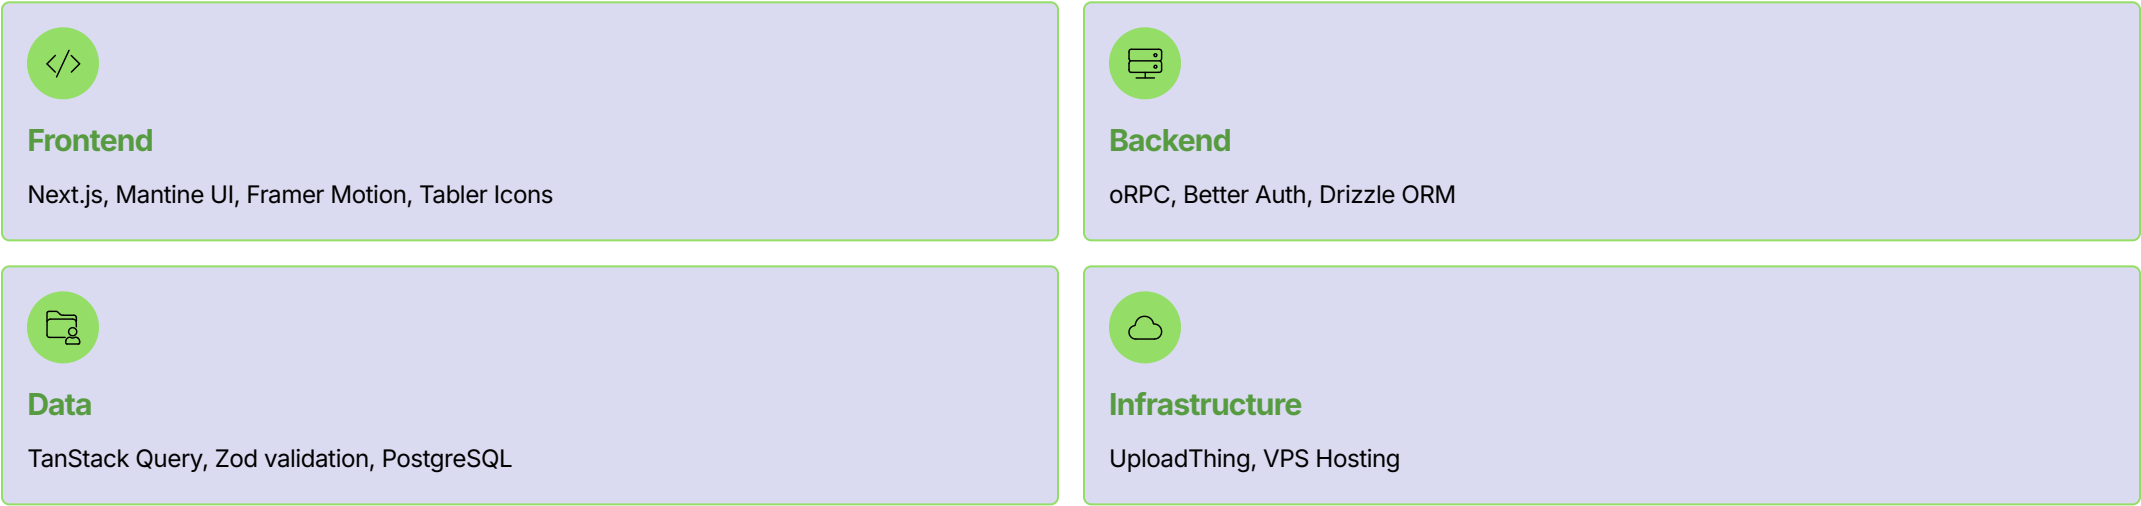 Frontend
Next.js, Mantine UI, Framer Motion, Tabler Icons
Backend
oRPC, Better Auth, Drizzle ORM
Data
TanStack Query, Zod validation, PostgreSQL
Infrastructure
UploadThing, VPS Hosting